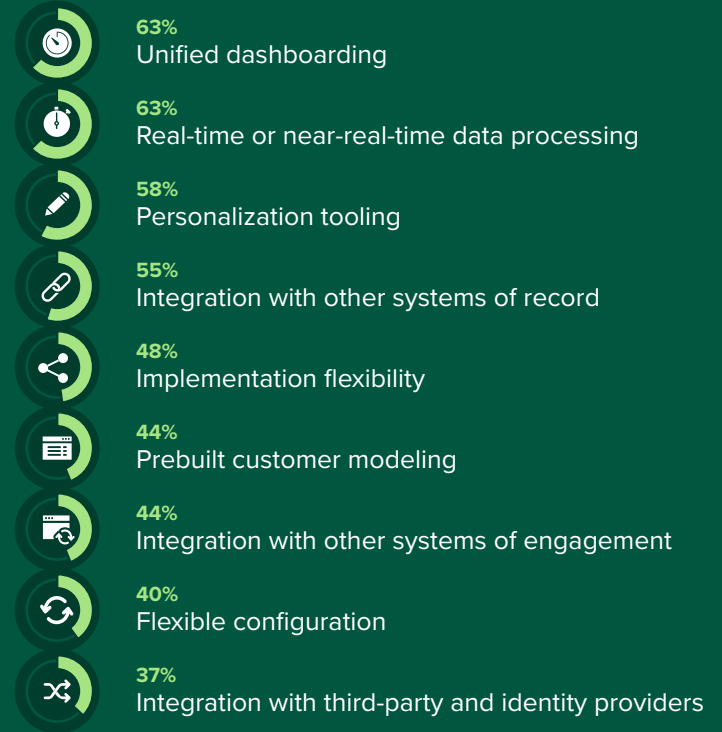 63%
Unified dashboarding
63%
Real-time or near-real-time data processing
58%
Personalization tooling
55%
Integration with other systems of record
48%
Implementation flexibility
44%
Prebuilt customer modeling
44%
Integration with other systems of engagement
40%
Flexible configuration
37%
Integration with third-party and identity providers